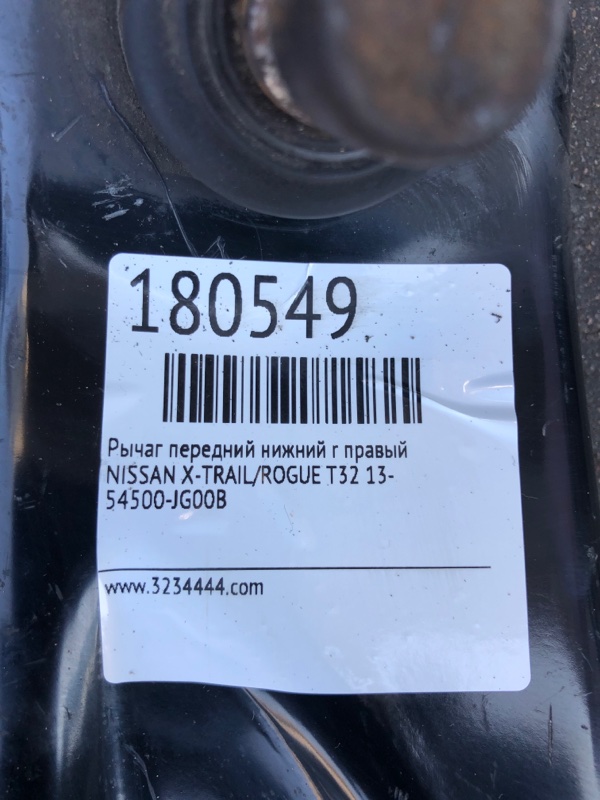 180549
Рычаг передний нижний r правый
NISSAN X-TRAIL/ROGUE T32 13-
54500-JG00B
www.3234444.com